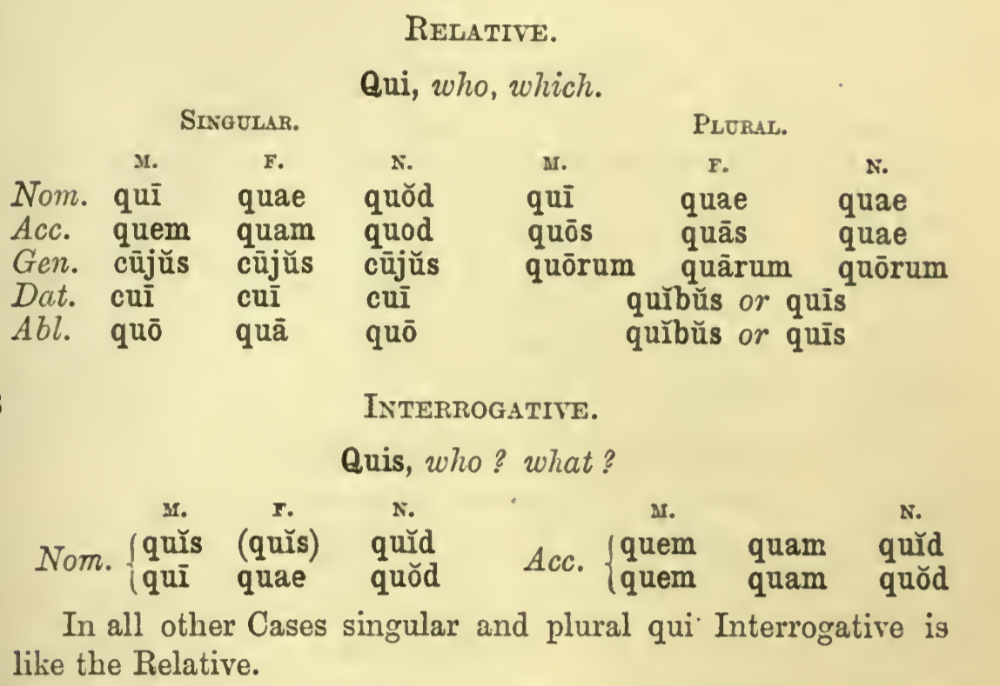 RELATIVE.
Qui, who, which.
SINGULAR. PLURAL.
M. F. N. M. F. N.
Nom. quī quae quŏd quī quae quae
Acc. quem quam quod quōs quās quae
Gen. cūjŭs cūjŭs cūjŭs quōrum quārum quōrum
Dat. cuī cuī cuī quĭbŭs or quīs
Abl. quō quā quō quĭbŭs or quīs
INTERROGATIVE.
Quis, who ? what ?
M. F. N. M. N.
Nom. { quĭs (quĭs) quĭd Acc. { quem quam quĭd
quī quae quŏd quem quam quŏd
In all other Cases singular and plural qui Interrogative is
like the Relative.